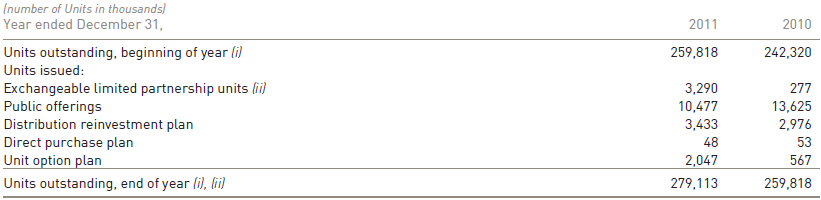 (number of Units in thousands)
Year ended December 31, 2011 2010
Units outstanding, beginning of year (i) 259,818 242,320
Units issued:
Exchangeable limited partnership units (ii) 3,290 277
Public offerings 10,477 13,625
Distribution reinvestment plan 3,433 2,976
Direct purchase plan 48 53
Unit option plan 2,047 567
Units outstanding, end of year (i), (ii) 279,113 259,818